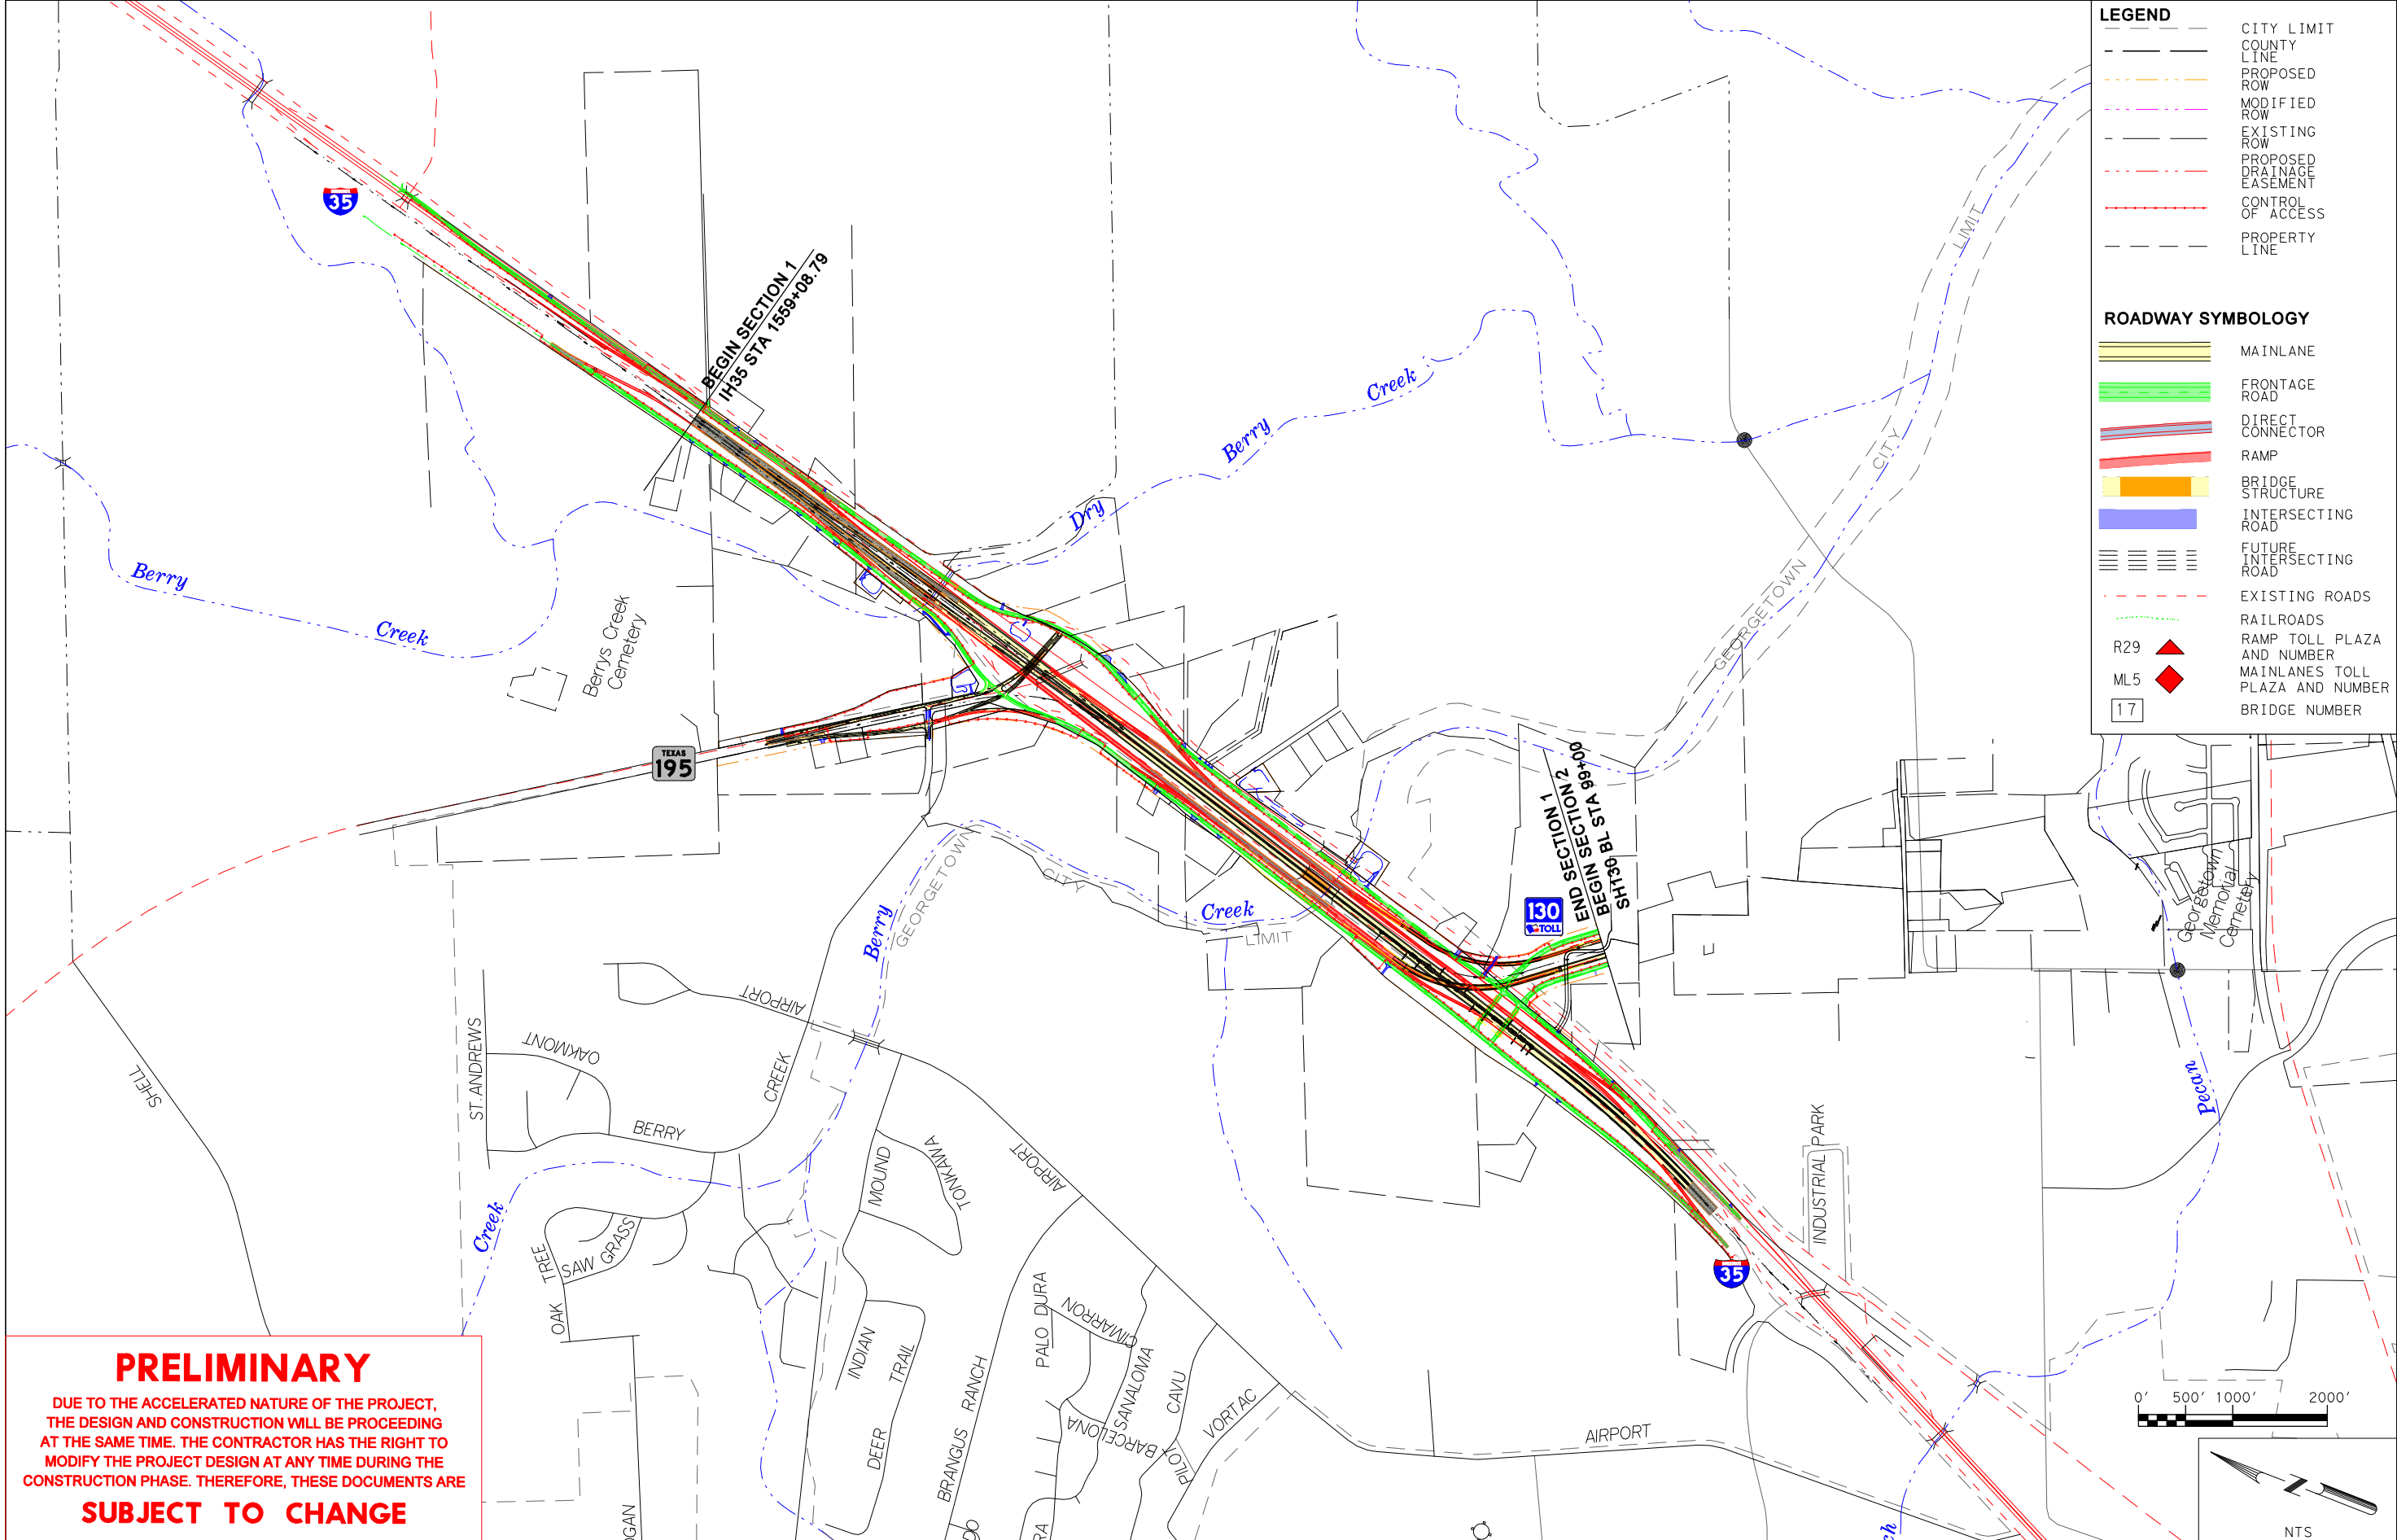 LEGEND
CITY LIMIT
COUNTY
LINE
PROPOSED
ROW
MODIFIED
ROW
EXISTING
ROW
PROPOSED
DRAINAGE
EASEMENT
CONTROL
OF ACCESS
PROPERTY
LINE
ROADWAY SYMBOLOGY
MAINLANE
FRONTAGE
ROAD
DIRECT
CONNECTOR
RAMP
BRIDGE
STRUCTURE
INTERSECTING
ROAD
FUTURE
INTERSECTING
ROAD
EXISTING ROADS
RAILROADS
R29
RAMP TOLL PLAZA
AND NUMBER
ML5
MAINLANES TOLL
PLAZA AND NUMBER
17
BRIDGE NUMBER
35
BEGIN SECTION 1
IH35 STA 1559+08.79
Creek
Berry
Dry
LIMIT
CITY
GEORGETOWN
Berry
Creek
Berrys Creek
Cemetery
TEXAS
195
END SECTION 1
BEGIN SECTION 2
SH130 BL STA 99+00
130
TOLL
GEORGETOWN
CITY
LIMIT
Creek
Berry
Georgetown
Memorial
Cemetery
Pecan
AIRPORT
SHELL
ST. ANDREWS
OAKMONT
CREEK
BERRY
MOUND
TONKAWA
AIRPORT
INDUSTRIAL PARK
Creek
OAK
TREE
SAW GRASS
35
INDIAN
TRAIL
DEER
BRANGUS RANCH
PALO DURA
CIMARRON
SANALOMA
BARCELONA
CAVU
PILOT
VORTAC
AIRPORT
OGAN
DO
RA
ch
0' 500' 1000' 2000'
NTS
PRELIMINARY
DUE TO THE ACCELERATED NATURE OF THE PROJECT,
THE DESIGN AND CONSTRUCTION WILL BE PROCEEDING
AT THE SAME TIME. THE CONTRACTOR HAS THE RIGHT TO
MODIFY THE PROJECT DESIGN AT ANY TIME DURING THE
CONSTRUCTION PHASE. THEREFORE, THESE DOCUMENTS ARE
SUBJECT TO CHANGE